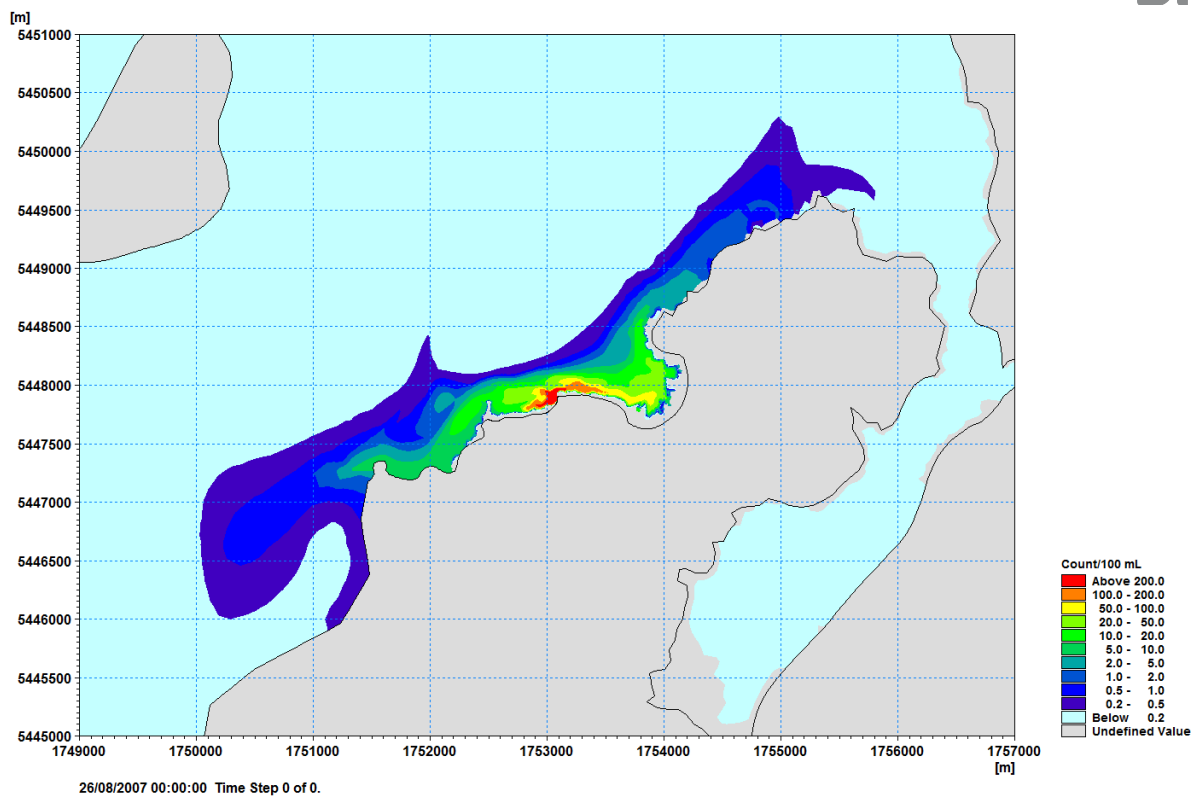 [m]
5451000
5450500
5450000
5449500
5449000
5448500
5448000
5447500
5447000
5446500
5446000
5445500
5445000
1749000 1750000 1751000 1752000 1753000 1754000 1755000 1756000 1757000
[m]
Count/100 mL
Above 200.0
100.0 - 200.0
50.0 - 100.0
20.0 - 50.0
10.0 - 20.0
5.0 - 10.0
2.0 - 5.0
1.0 - 2.0
0.5 - 1.0
0.2 - 0.5
Below 0.2
Undefined Value
26/08/2007 00:00:00 Time Step 0 of 0.